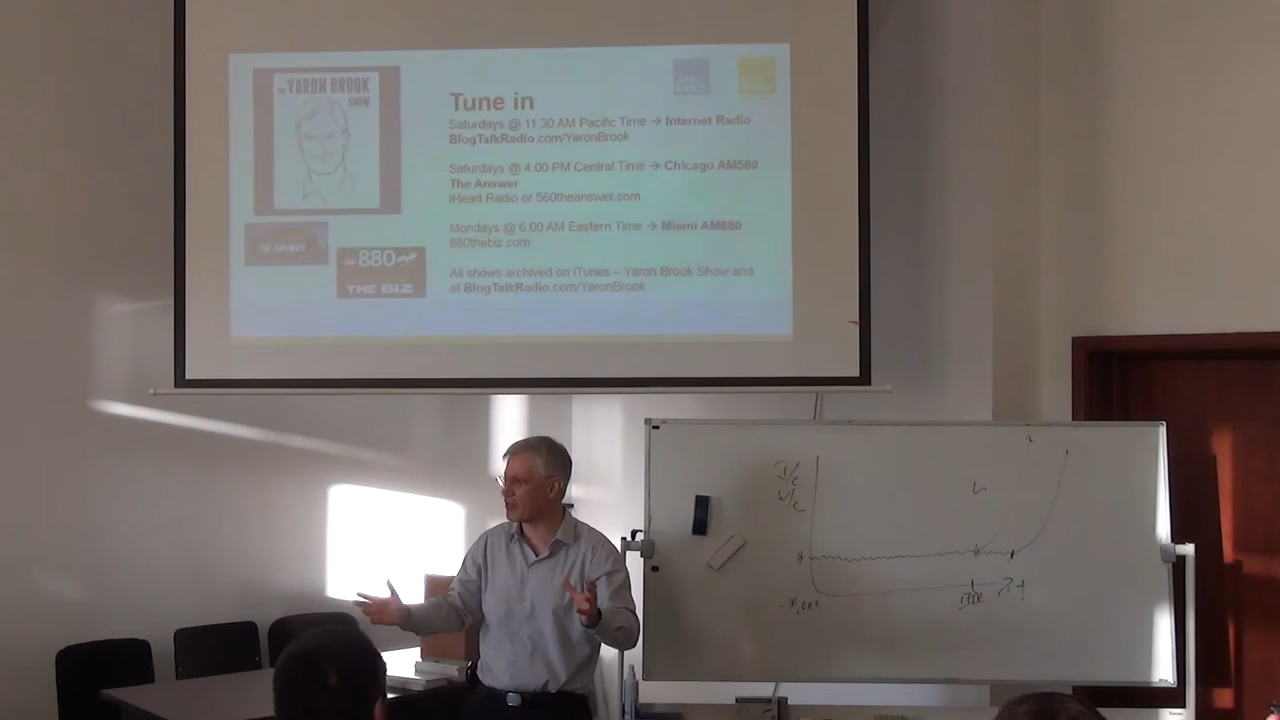 YARON BROOK
SHOW
Tune in
Saturdays @ 11:30 AM Pacific Time → Internet Radio
BlogTalkRadio.com/YaronBrook
Saturdays @ 4:00 PM Central Time → Chicago AM560
The Answer
iHeart Radio or 560theanswer.com
Mondays @ 6:00 AM Eastern Time → Miami AM880
880thebiz.com
All shows archived on iTunes – Yaron Brook Show and
at BlogTalkRadio.com/YaronBrook
880
THE BIZ
I/C
W/C
-10,000